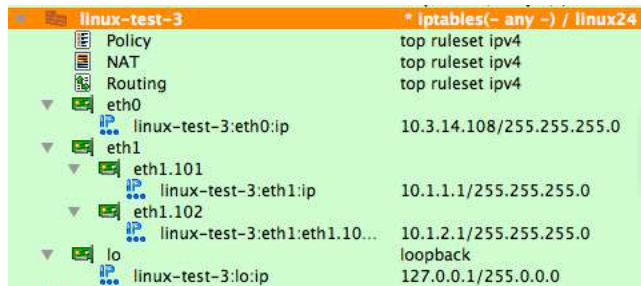 linux-test-3 * iptables(- any -) / linux24
Policy top ruleset ipv4
NAT top ruleset ipv4
Routing top ruleset ipv4
eth0
IP linux-test-3:eth0:ip 10.3.14.108/255.255.255.0
eth1
eth1.101
IP linux-test-3:eth1:ip 10.1.1.1/255.255.255.0
eth1.102
IP linux-test-3:eth1:eth1.10... 10.1.2.1/255.255.255.0
lo loopback
IP linux-test-3:lo:ip 127.0.0.1/255.0.0.0